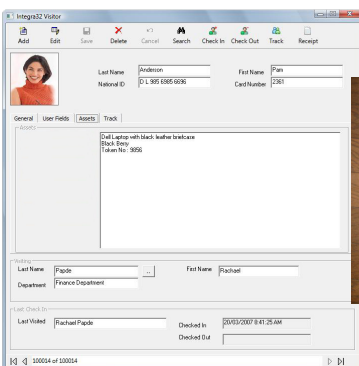 Integra32 Visitor
Add Edit Save Delete Cancel Search Check In Check Out Track Receipt
Last Name Anderson First Name Pam
National ID D L 985 6985 6696 Card Number 2361
General User Fields Assets Track
Assets
Dell Laptop with black leather briefcase
Black Berry
Token No : 9856
Visiting
Last Name Papde ... First Name Rachael
Department Finance Department
Last Check In
Last Visited Rachael Papde Checked In 20/03/2007 8:41:25 AM
Checked Out
100014 of 100014